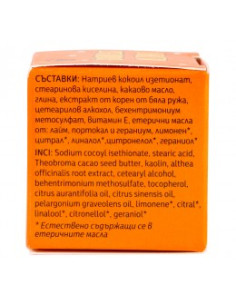 СЪСТАВКИ: Натриев кокоил изетионат,
стеаринова киселина, какаово масло,
глина, екстракт от корен от бяла ружа,
цетеарилов алкохол, бехентримониум
метосулфат, витамин Е, етерични масла
от: лайм, портокал и гераниум, лимонен*,
цитрал*, линалол*,цитронелол*, гераниол*
INCI: Sodium cocoyl isethionate, stearic acid,
Theobroma cacao seed butter, kaolin, althaea
officidalis root extract, cetearyl alcohol,
behentrimonium methosulfate, tocopherol,
citrus aurantifolia oil, citrus sinensis oil,
pelargonium graveolens oil, limonene*, citral*,
linalool*, citronellol*, geraniol*
* Естествено съдържащи се в
етеричните масла